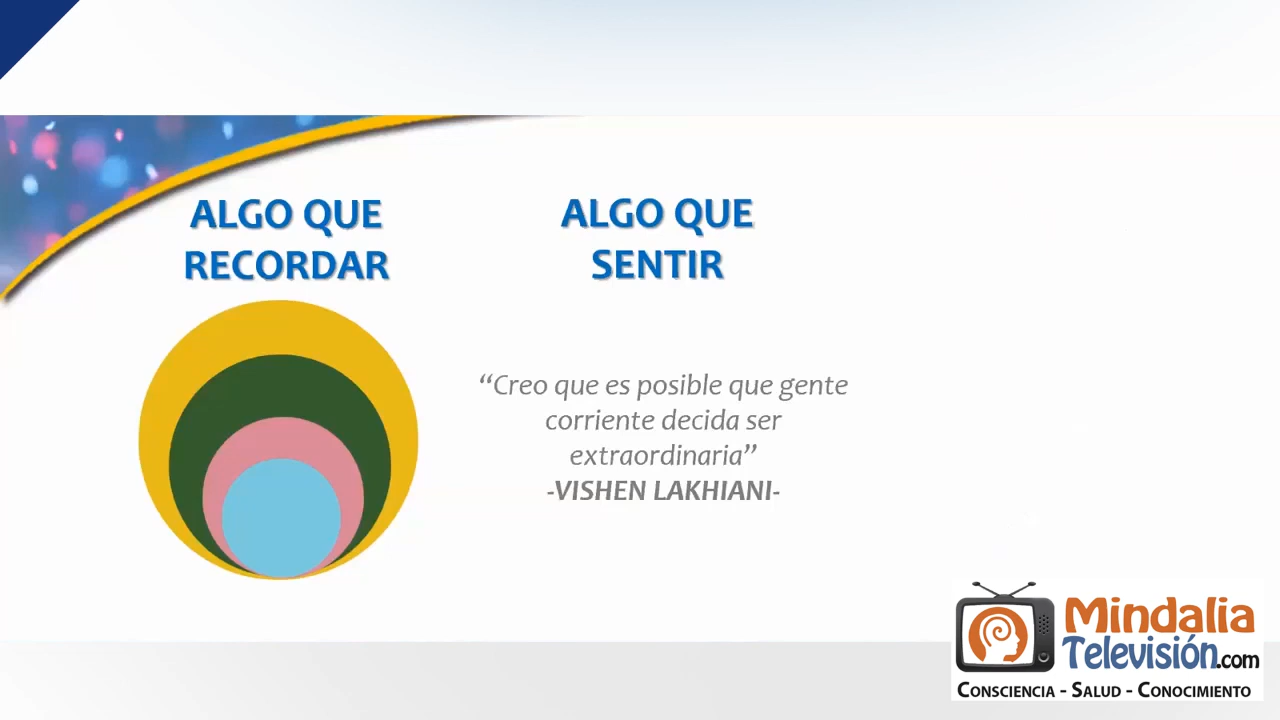 ALGO QUE
RECORDAR
ALGO QUE
SENTIR
“Creo que es posible que gente
corriente decida ser
extraordinaria”
-VISHEN LAKHIANI-
Mindalia
Televisión.com
Consciencia - Salud - Conocimiento